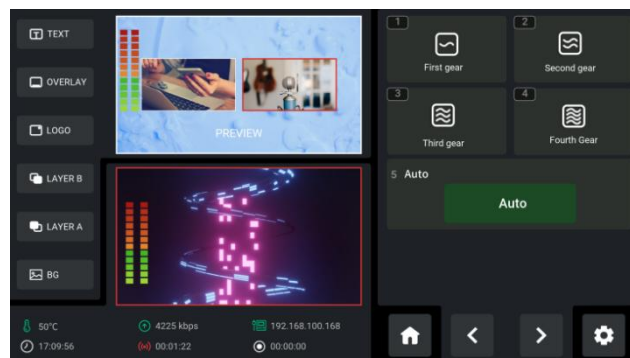 TEXT
OVERLAY
LOGO
LAYER B
LAYER A
BG
PREVIEW
50°C
4225 kbps
192.168.100.168
17:09:56
00:01:22
00:00:00
1
First gear
2
Second gear
3
Third gear
4
Fourth Gear
5 Auto
Auto